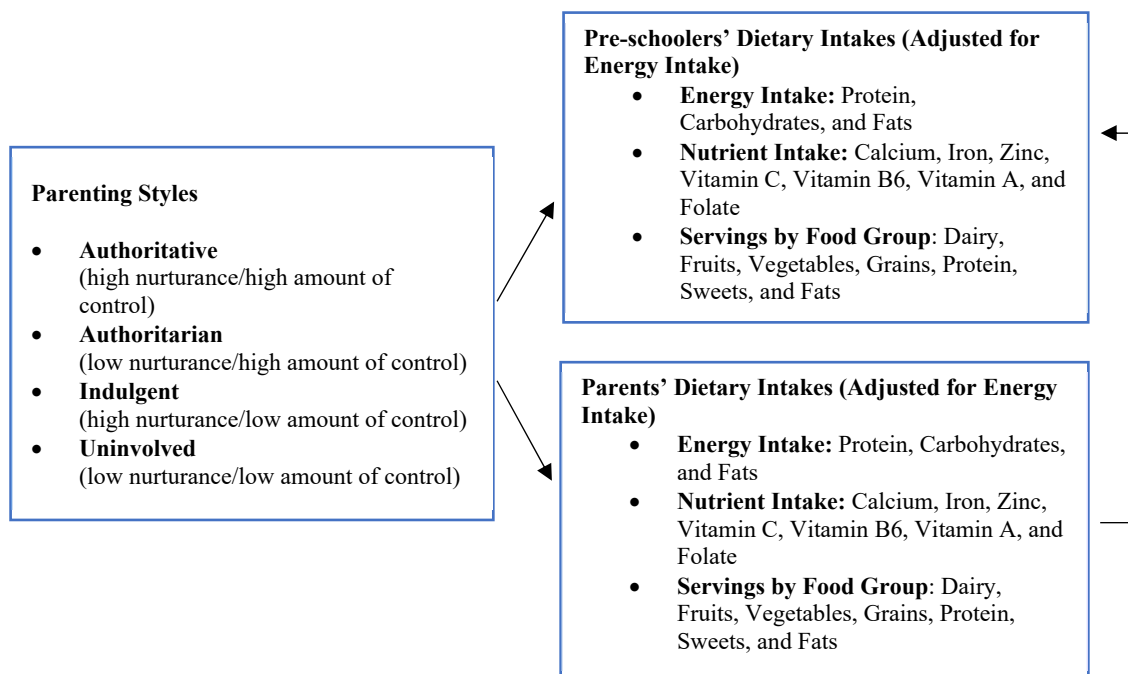 Parenting Styles
• Authoritative
(high nurturance/high amount of
control)
• Authoritarian
(low nurturance/high amount of control)
• Indulgent
(high nurturance/low amount of control)
• Uninvolved
(low nurturance/low amount of control)
Pre-schoolers’ Dietary Intakes (Adjusted for
Energy Intake)
• Energy Intake: Protein,
Carbohydrates, and Fats
• Nutrient Intake: Calcium, Iron, Zinc,
Vitamin C, Vitamin B6, Vitamin A, and
Folate
• Servings by Food Group: Dairy,
Fruits, Vegetables, Grains, Protein,
Sweets, and Fats
Parents’ Dietary Intakes (Adjusted for Energy
Intake)
• Energy Intake: Protein, Carbohydrates,
and Fats
• Nutrient Intake: Calcium, Iron, Zinc,
Vitamin C, Vitamin B6, Vitamin A, and
Folate
• Servings by Food Group: Dairy,
Fruits, Vegetables, Grains, Protein,
Sweets, and Fats